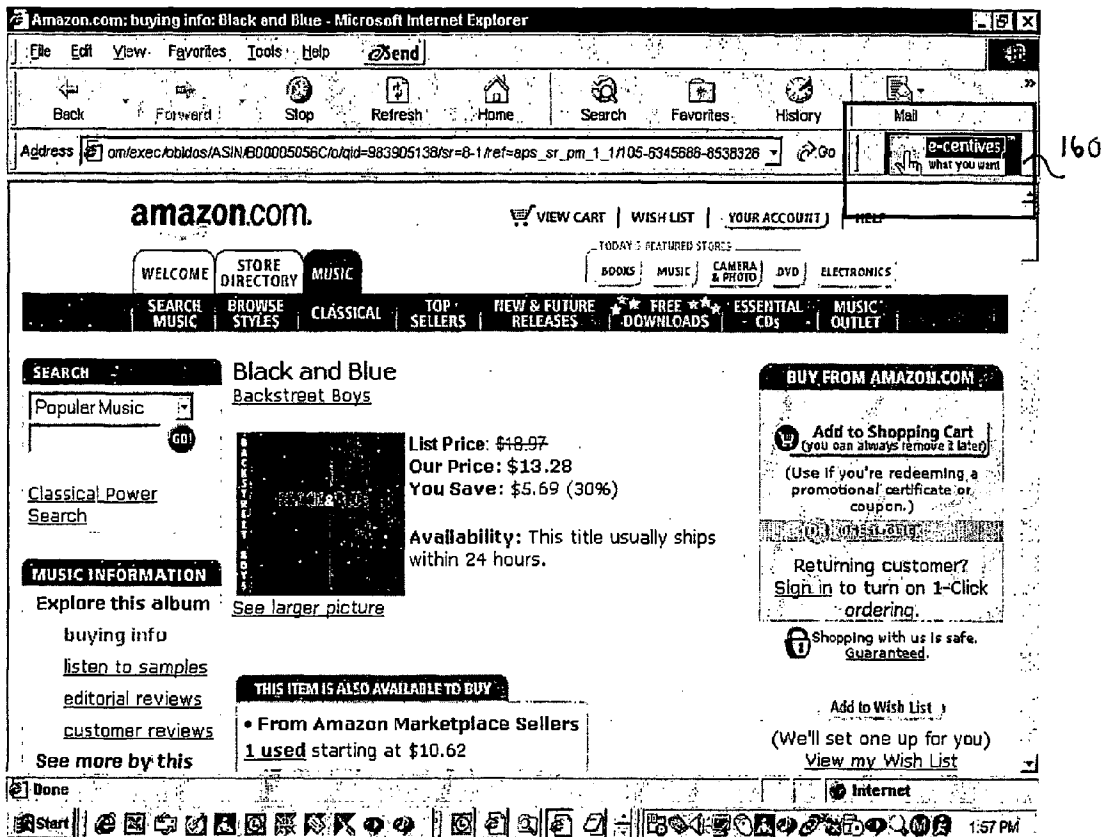 Amazon.com: buying info: Black and Blue - Microsoft Internet Explorer
File Edit View Favorites Tools Help Send
Back Forward Stop Refresh Home Search Favorites History Mail
Address om/exec/obidos/ASIN/B00005056C/o/qid=983905138/sr=8-1/ref=aps_sr_pm_1_1/105-6345686-8538326 Go
e-centives
what you want
160
amazon.com.
VIEW CART | WISH LIST | YOUR ACCOUNT | HELP
TODAY'S FEATURED STORES
WELCOME STORE DIRECTORY MUSIC
BOOKS MUSIC CAMERA & PHOTO DVD ELECTRONICS
SEARCH MUSIC BROWSE STYLES CLASSICAL TOP SELLERS NEW & FUTURE RELEASES FREE DOWNLOADS ESSENTIAL CDs MUSIC OUTLET
SEARCH
Popular Music
GO!
Classical Power
Search
MUSIC INFORMATION
Explore this album
buying info
listen to samples
editorial reviews
customer reviews
See more by this
Black and Blue
Backstreet Boys
BACKSTREET BOYS
See larger picture
List Price: $18.97
Our Price: $13.28
You Save: $5.69 (30%)
Availability: This title usually ships
within 24 hours.
THIS ITEM IS ALSO AVAILABLE TO BUY
• From Amazon Marketplace Sellers
1 used starting at $10.62
BUY FROM AMAZON.COM
Add to Shopping Cart
(you can always remove it later)
(Use if you're redeeming a
promotional certificate or
coupon.)
Returning customer?
Sign in to turn on 1-Click
ordering.
Shopping with us is safe.
Guaranteed.
Add to Wish List
(We'll set one up for you)
View my Wish List
Done Internet
Start 1:57 PM